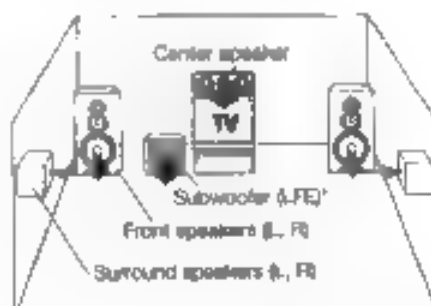 Center speaker
TV
Subwoofer (LFE)*
Front speakers (L, R)
Surround speakers (L, R)